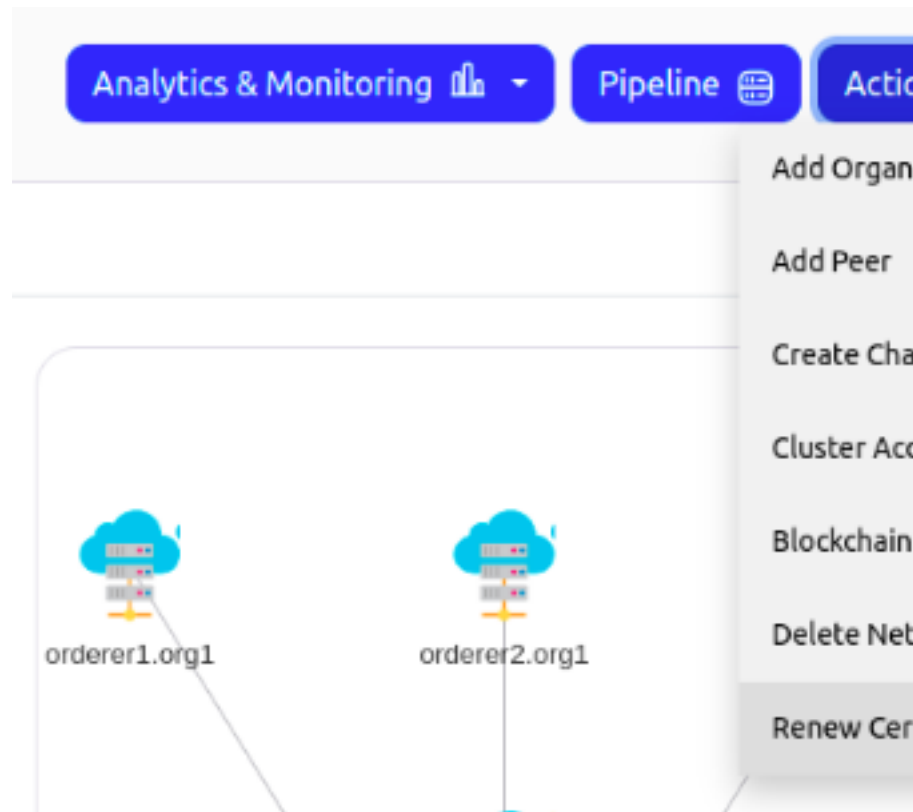 Analytics & Monitoring Pipeline Actio
Add Organ
Add Peer
Create Cha
Cluster Acc
Blockchain
Delete Net
Renew Cer
orderer1.org1 orderer2.org1